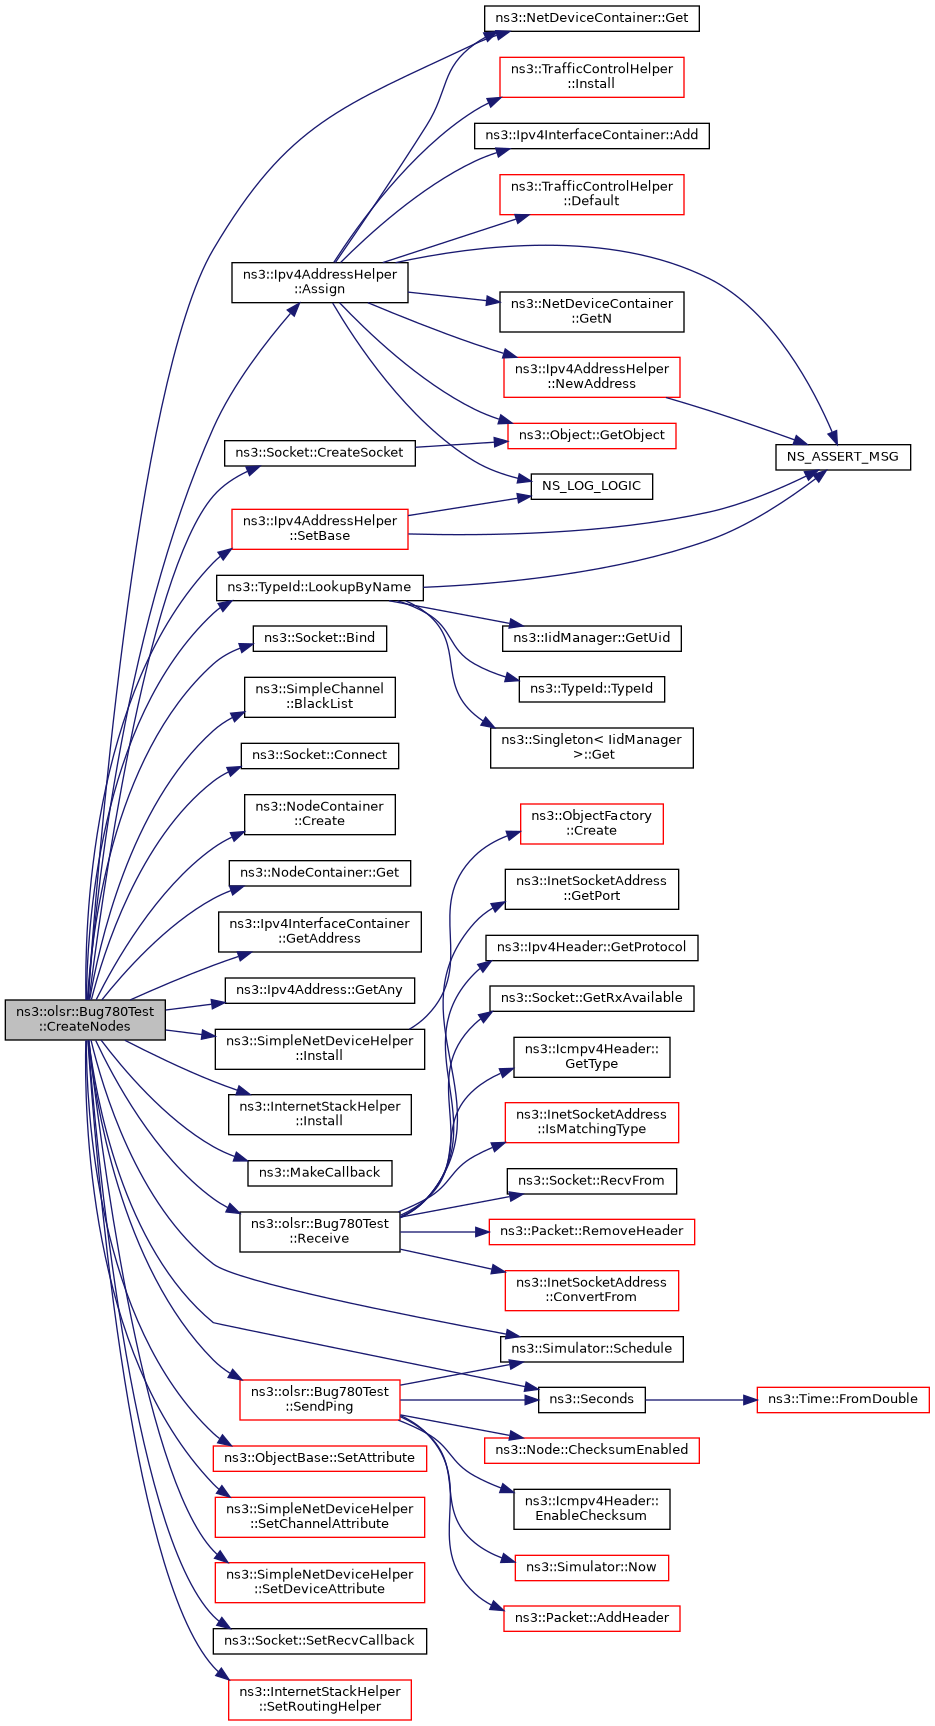 ns3::NetDeviceContainer::Get
ns3::TrafficControlHelper
::Install
ns3::Ipv4InterfaceContainer::Add
ns3::TrafficControlHelper
::Default
ns3::Ipv4AddressHelper
::Assign
ns3::NetDeviceContainer
::GetN
ns3::Ipv4AddressHelper
::NewAddress
ns3::Object::GetObject
ns3::Socket::CreateSocket
NS_ASSERT_MSG
NS_LOG_LOGIC
ns3::Ipv4AddressHelper
::SetBase
ns3::TypeId::LookupByName
ns3::Socket::Bind
ns3::IidManager::GetUid
ns3::SimpleChannel
::BlackList
ns3::TypeId::TypeId
ns3::Singleton< IidManager
>::Get
ns3::Socket::Connect
ns3::NodeContainer
::Create
ns3::ObjectFactory
::Create
ns3::NodeContainer::Get
ns3::InetSocketAddress
::GetPort
ns3::Ipv4InterfaceContainer
::GetAddress
ns3::Ipv4Header::GetProtocol
ns3::Ipv4Address::GetAny
ns3::Socket::GetRxAvailable
ns3::olsr::Bug780Test
::CreateNodes
ns3::SimpleNetDeviceHelper
::Install
ns3::Icmpv4Header::
GetType
ns3::InternetStackHelper
::Install
ns3::InetSocketAddress
::IsMatchingType
ns3::MakeCallback
ns3::Socket::RecvFrom
ns3::olsr::Bug780Test
::Receive
ns3::Packet::RemoveHeader
ns3::InetSocketAddress
::ConvertFrom
ns3::Simulator::Schedule
ns3::olsr::Bug780Test
::SendPing
ns3::Seconds
ns3::Time::FromDouble
ns3::ObjectBase::SetAttribute
ns3::Node::ChecksumEnabled
ns3::SimpleNetDeviceHelper
::SetChannelAttribute
ns3::Icmpv4Header::
EnableChecksum
ns3::SimpleNetDeviceHelper
::SetDeviceAttribute
ns3::Simulator::Now
ns3::Packet::AddHeader
ns3::Socket::SetRecvCallback
ns3::InternetStackHelper
::SetRoutingHelper